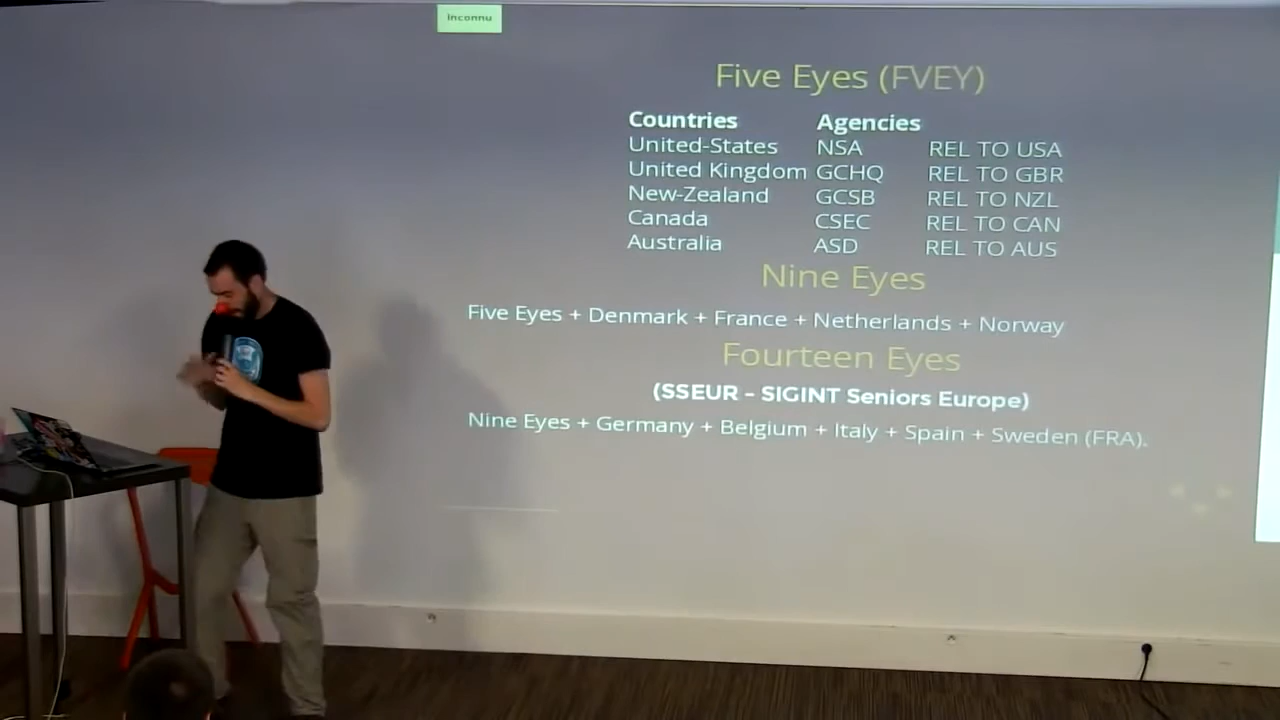 Inconnu
Five Eyes (FVEY)
Countries Agencies
United-States NSA REL TO USA
United Kingdom GCHQ REL TO GBR
New-Zealand GCSB REL TO NZL
Canada CSEC REL TO CAN
Australia ASD REL TO AUS
Nine Eyes
Five Eyes + Denmark + France + Netherlands + Norway
Fourteen Eyes
(SSEUR – SIGINT Seniors Europe)
Nine Eyes + Germany + Belgium + Italy + Spain + Sweden (FRA).